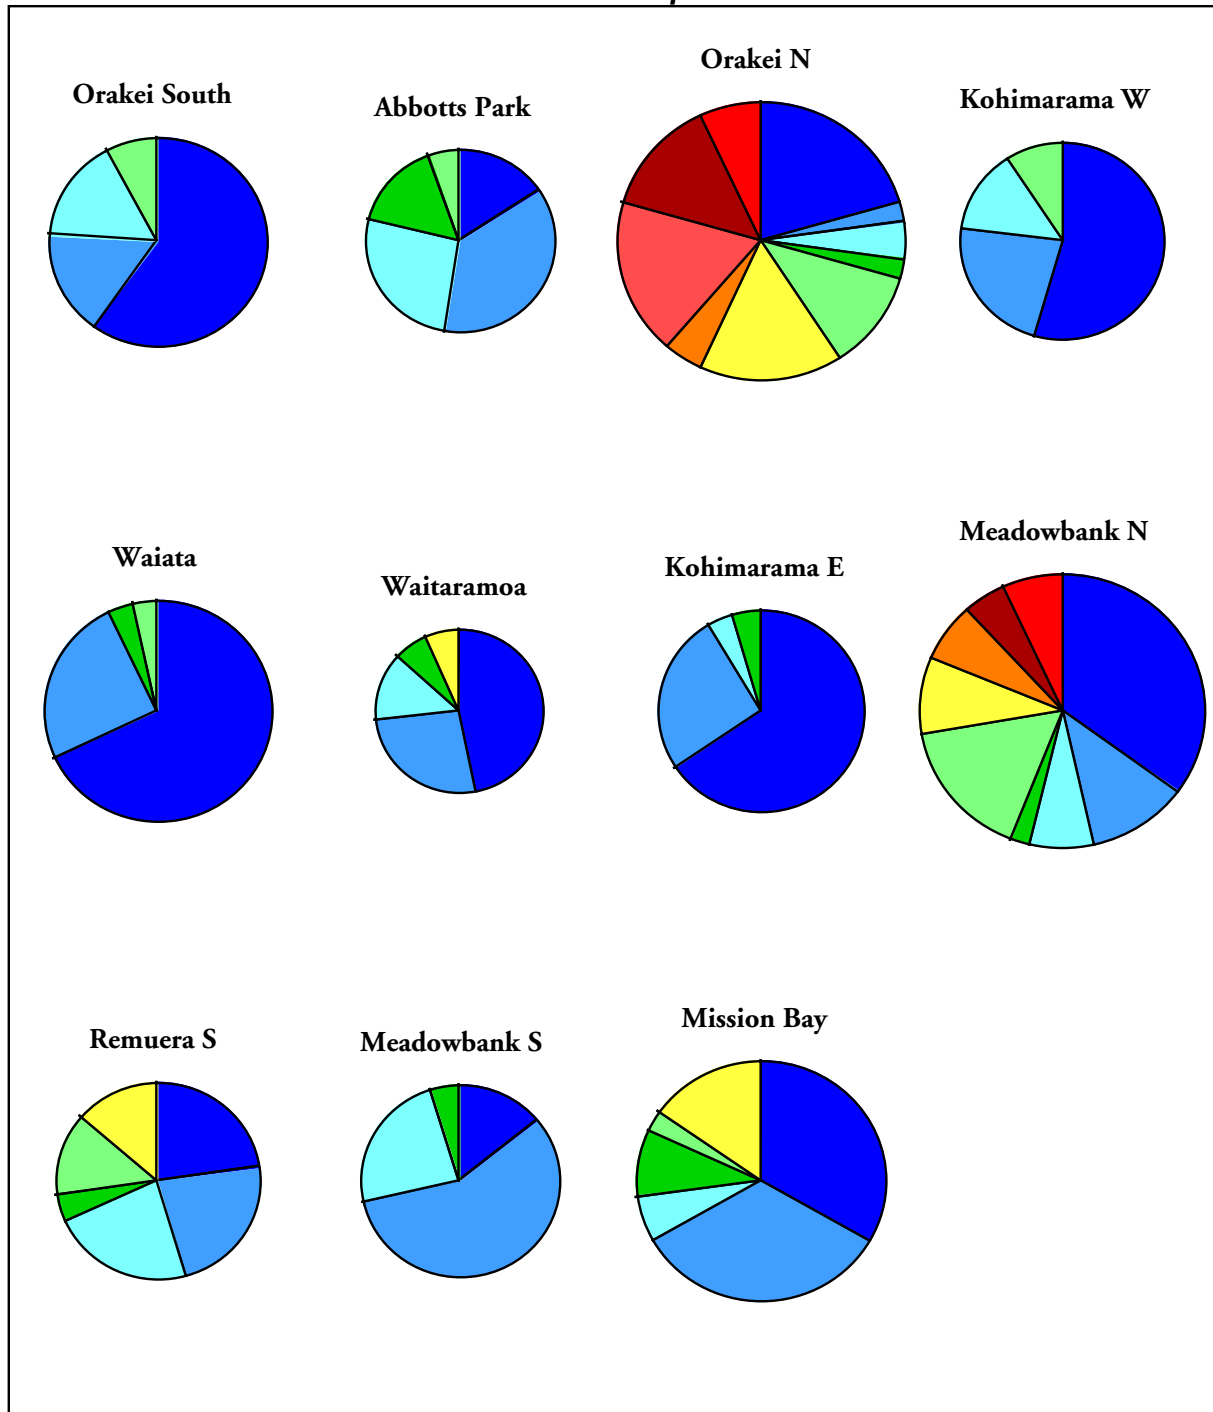 Orakei South
Abbotts Park
Orakei N
Kohimarama W
Waiata
Waitaramoa
Kohimarama E
Meadowbank N
Remuera S
Meadowbank S
Mission Bay